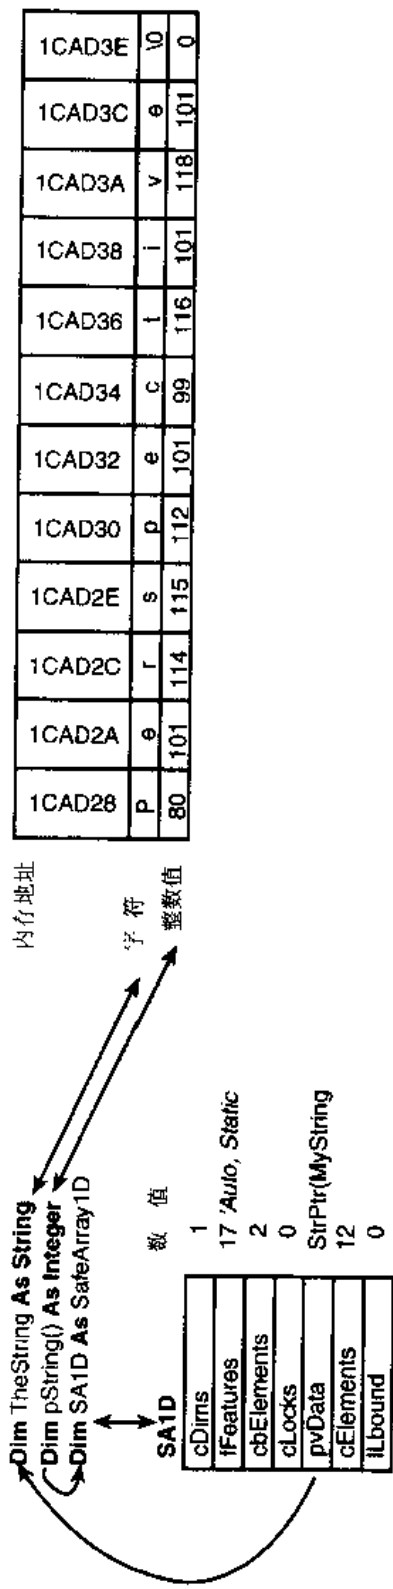 内存地址 1CAD28 1CAD2A 1CAD2C 1CAD2E 1CAD30 1CAD32 1CAD34 1CAD36 1CAD38 1CAD3A 1CAD3C 1CAD3E
字符 P e r s p e c t i v e \0
整数值 80 101 114 115 112 101 99 116 101 118 101 0
Dim TheString As String
Dim pString() As Integer
Dim SA1D As SafeArray1D
SA1D 数值
cDims 1
fFeatures 17 'Auto, Static
cbElements 2
cLocks 0
pvData StrPtr(MyString
cElements 12
lLbound 0